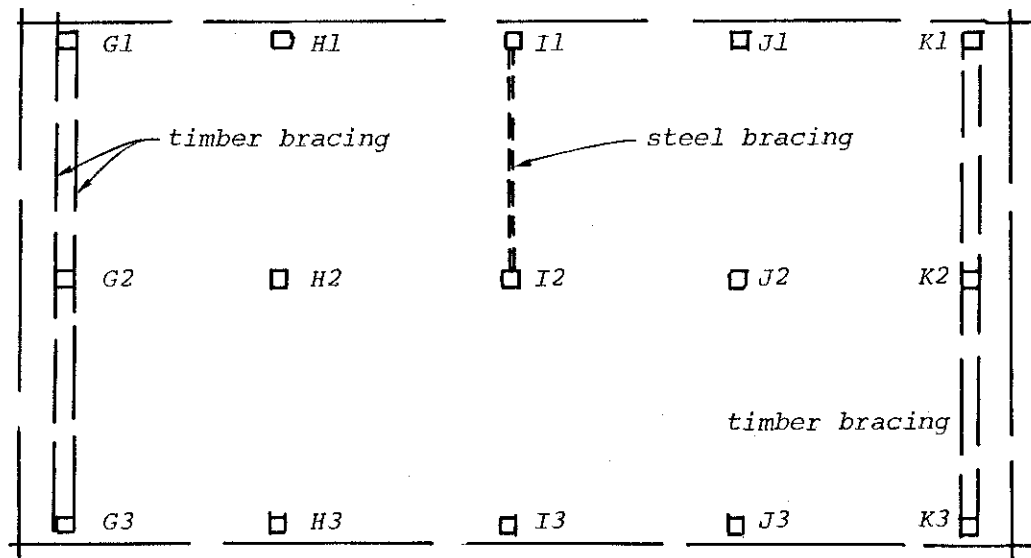 G1 H1 I1 J1 K1
timber bracing steel bracing
G2 H2 I2 J2 K2
timber bracing
G3 H3 I3 J3 K3